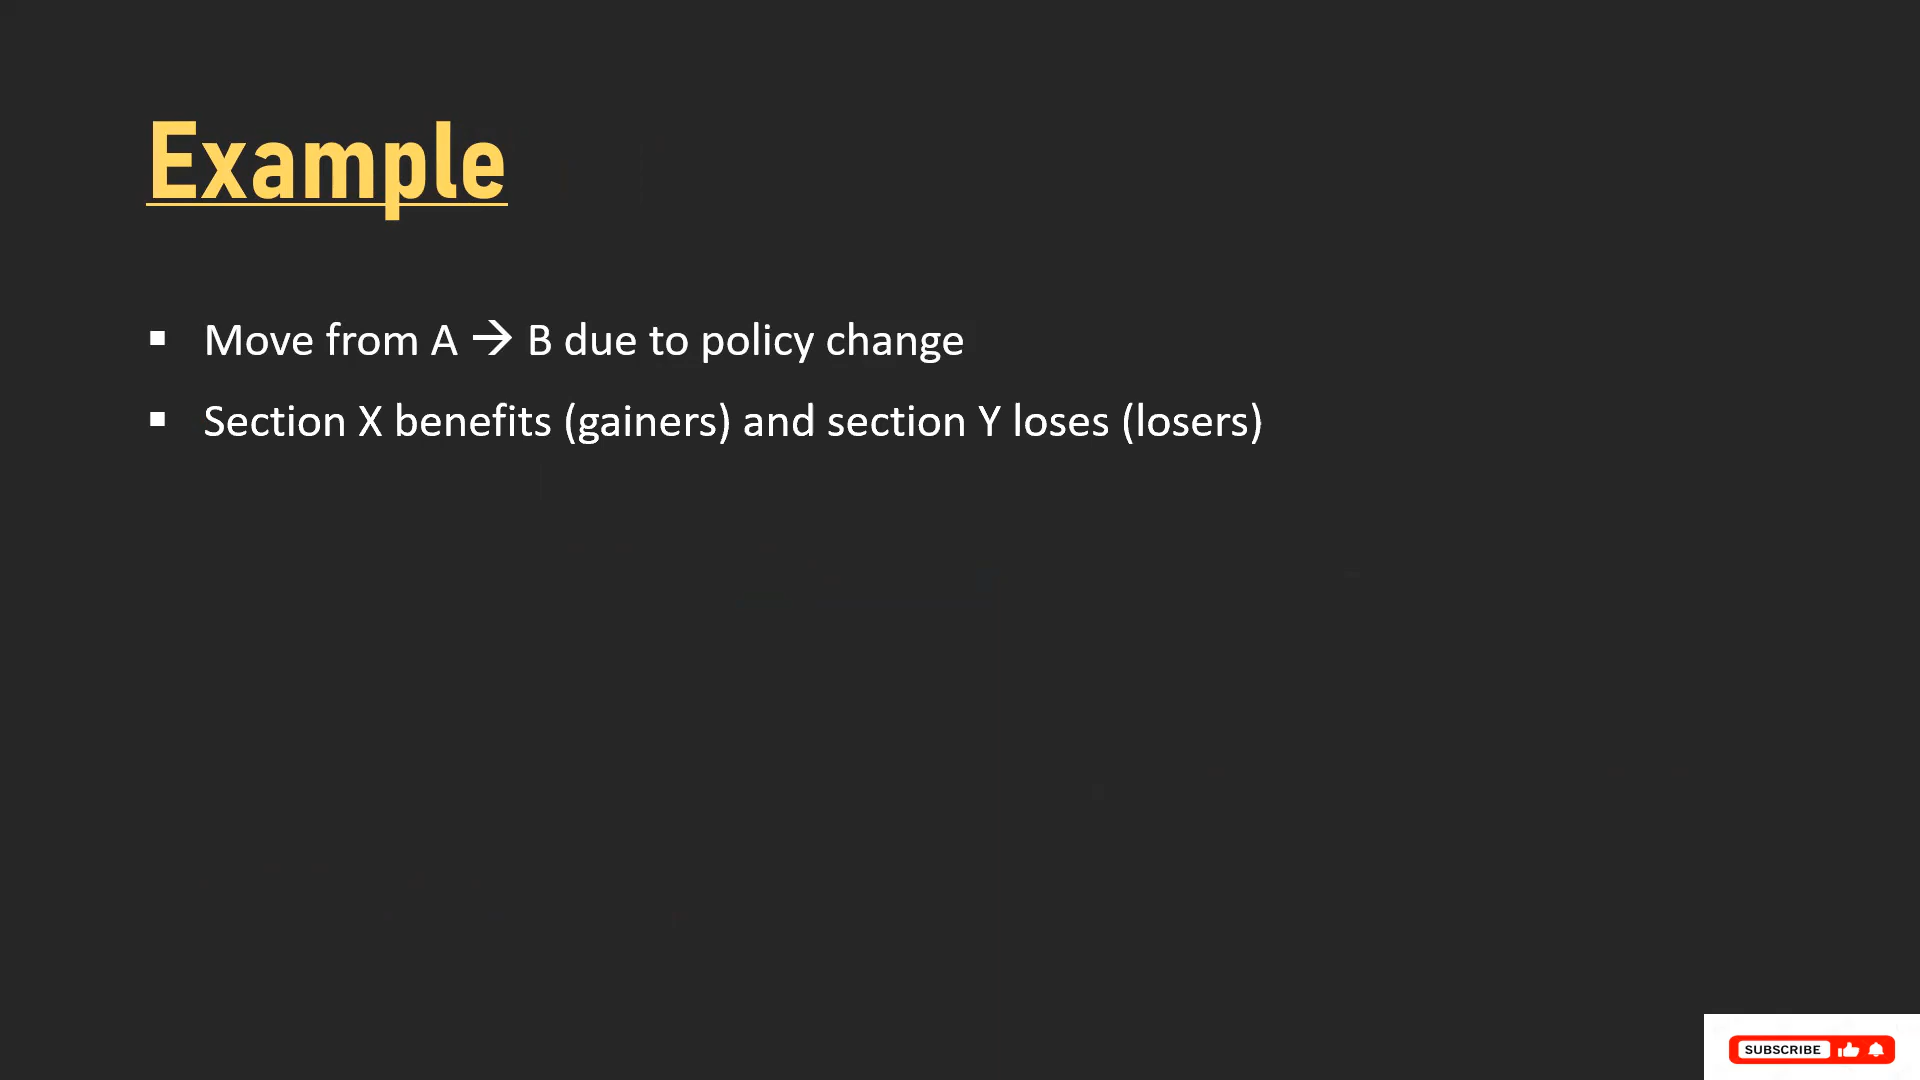 Example
▪ Move from A → B due to policy change
▪ Section X benefits (gainers) and section Y loses (losers)
SUBSCRIBE